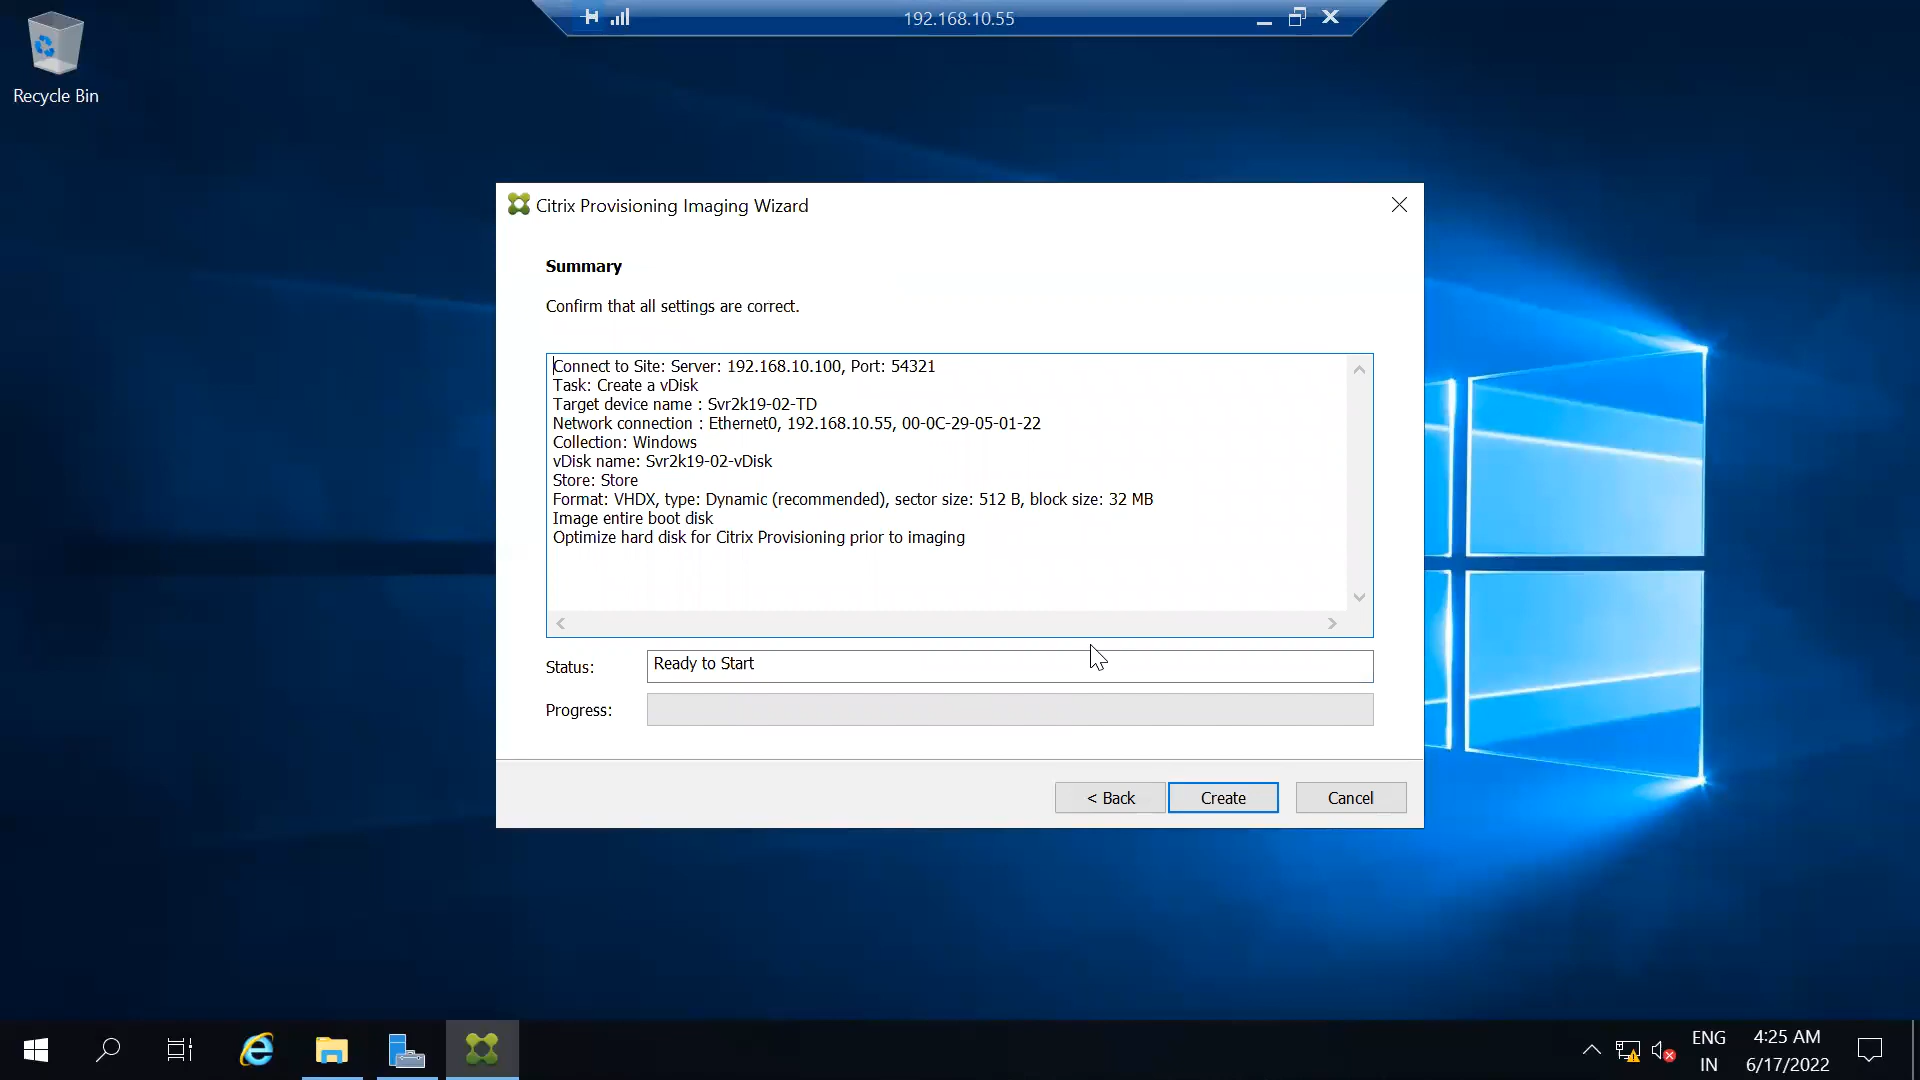 192.168.10.55
Recycle Bin
Citrix Provisioning Imaging Wizard
Summary
Confirm that all settings are correct.
Connect to Site: Server: 192.168.10.100, Port: 54321
Task: Create a vDisk
Target device name : Svr2k19-02-TD
Network connection : Ethernet0, 192.168.10.55, 00-0C-29-05-01-22
Collection: Windows
vDisk name: Svr2k19-02-vDisk
Store: Store
Format: VHDX, type: Dynamic (recommended), sector size: 512 B, block size: 32 MB
Image entire boot disk
Optimize hard disk for Citrix Provisioning prior to imaging
Status: Ready to Start
Progress:
< Back Create Cancel
ENG 4:25 AM
IN 6/17/2022